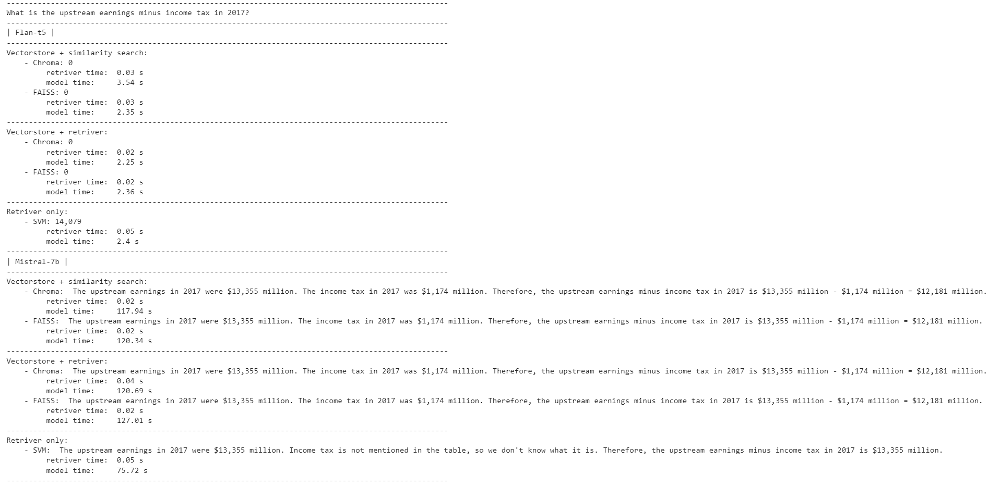 ----------------------------------------------------------------------------------------------------
What is the upstream earnings minus income tax in 2017?
----------------------------------------------------------------------------------------------------
| Flan-t5 |
----------------------------------------------------------------------------------------------------
Vectorstore + similarity search:
    - Chroma: 0
         retriver time:  0.03 s
         model time:     3.54 s
    - FAISS: 0
         retriver time:  0.03 s
         model time:     2.35 s
----------------------------------------------------------------------------------------------------
Vectorstore + retriver:
    - Chroma: 0
         retriver time:  0.02 s
         model time:     2.25 s
    - FAISS: 0
         retriver time:  0.02 s
         model time:     2.36 s
----------------------------------------------------------------------------------------------------
Retriver only:
    - SVM: 14,079
         retriver time:  0.05 s
         model time:     2.4 s
----------------------------------------------------------------------------------------------------
| Mistral-7b |
----------------------------------------------------------------------------------------------------
Vectorstore + similarity search:
    - Chroma:  The upstream earnings in 2017 were $13,355 million. The income tax in 2017 was $1,174 million. Therefore, the upstream earnings minus income tax in 2017 is $13,355 million - $1,174 million = $12,181 million.
         retriver time:  0.02 s
         model time:     117.94 s
    - FAISS:  The upstream earnings in 2017 were $13,355 million. The income tax in 2017 was $1,174 million. Therefore, the upstream earnings minus income tax in 2017 is $13,355 million - $1,174 million = $12,181 million.
         retriver time:  0.02 s
         model time:     120.34 s
----------------------------------------------------------------------------------------------------
Vectorstore + retriver:
    - Chroma:  The upstream earnings in 2017 were $13,355 million. The income tax in 2017 was $1,174 million. Therefore, the upstream earnings minus income tax in 2017 is $13,355 million - $1,174 million = $12,181 million.
         retriver time:  0.04 s
         model time:     120.69 s
    - FAISS:  The upstream earnings in 2017 were $13,355 million. The income tax in 2017 was $1,174 million. Therefore, the upstream earnings minus income tax in 2017 is $13,355 million - $1,174 million = $12,181 million.
         retriver time:  0.02 s
         model time:     127.01 s
----------------------------------------------------------------------------------------------------
Retriver only:
    - SVM:  The upstream earnings in 2017 were $13,355 million. Income tax is not mentioned in the table, so we don't know what it is. Therefore, the upstream earnings minus income tax in 2017 is $13,355 million.
         retriver time:  0.05 s
         model time:     75.72 s
----------------------------------------------------------------------------------------------------